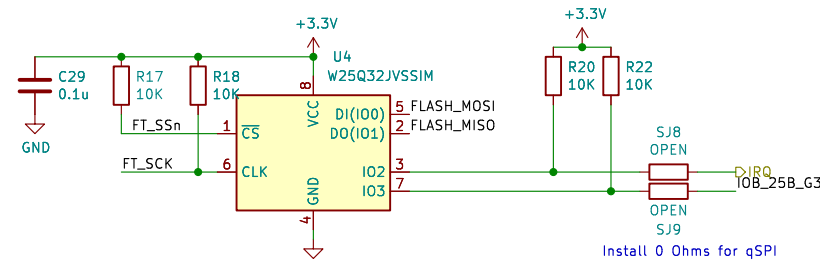 +3.3V
+3.3V
U4
W25Q32JVSSIM
C29
0.1u
R17
10K
R18
10K
R20
10K
R22
10K
8
VCC
DI(IO0)
5
FLASH_MOSI
FT_SSn
1
CS
DO(IO1)
2
FLASH_MISO
GND
SJ8
OPEN
FT_SCK
6
CLK
IO2
3
IRQ
IO3
7
IOB_25B_G3
GND
4
OPEN
SJ9
Install 0 Ohms for qSPI